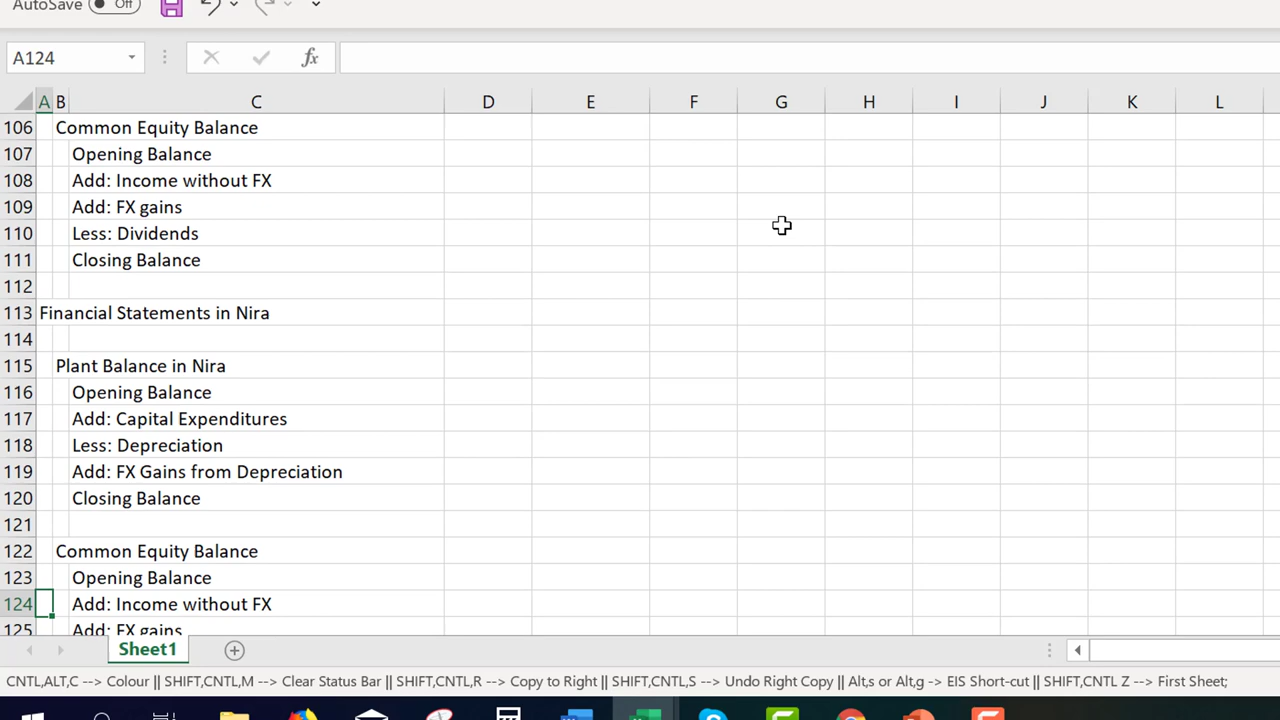 AutoSave Off
A124 fx
A B C D E F G H I J K L
106 Common Equity Balance
107 Opening Balance
108 Add: Income without FX
109 Add: FX gains
110 Less: Dividends
111 Closing Balance
112
113 Financial Statements in Nira
114
115 Plant Balance in Nira
116 Opening Balance
117 Add: Capital Expenditures
118 Less: Depreciation
119 Add: FX Gains from Depreciation
120 Closing Balance
121
122 Common Equity Balance
123 Opening Balance
124 Add: Income without FX
125 Add: FX gains
Sheet1
CNTL,ALT,C --> Colour || SHIFT,CNTL,M --> Clear Status Bar || SHIFT,CNTL,R --> Copy to Right || SHIFT,CNTL,S --> Undo Right Copy || Alt,s or Alt,g -> EIS Short-cut || SHIFT,CNTL Z --> First Sheet;